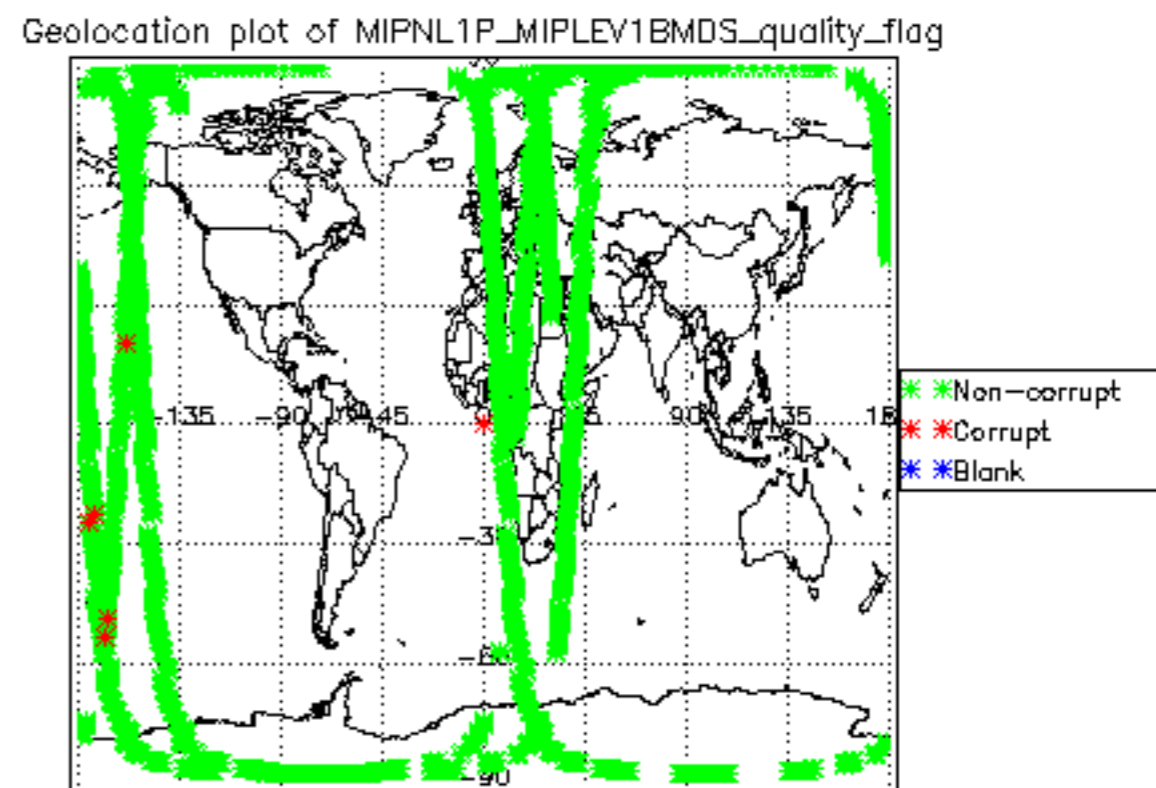 Geolocation plot of MIPNL1P_MIPLEV1BMDS_quality_flag
-135 -90 -45 90 135
Non-corrupt
Corrupt
Blank
-90